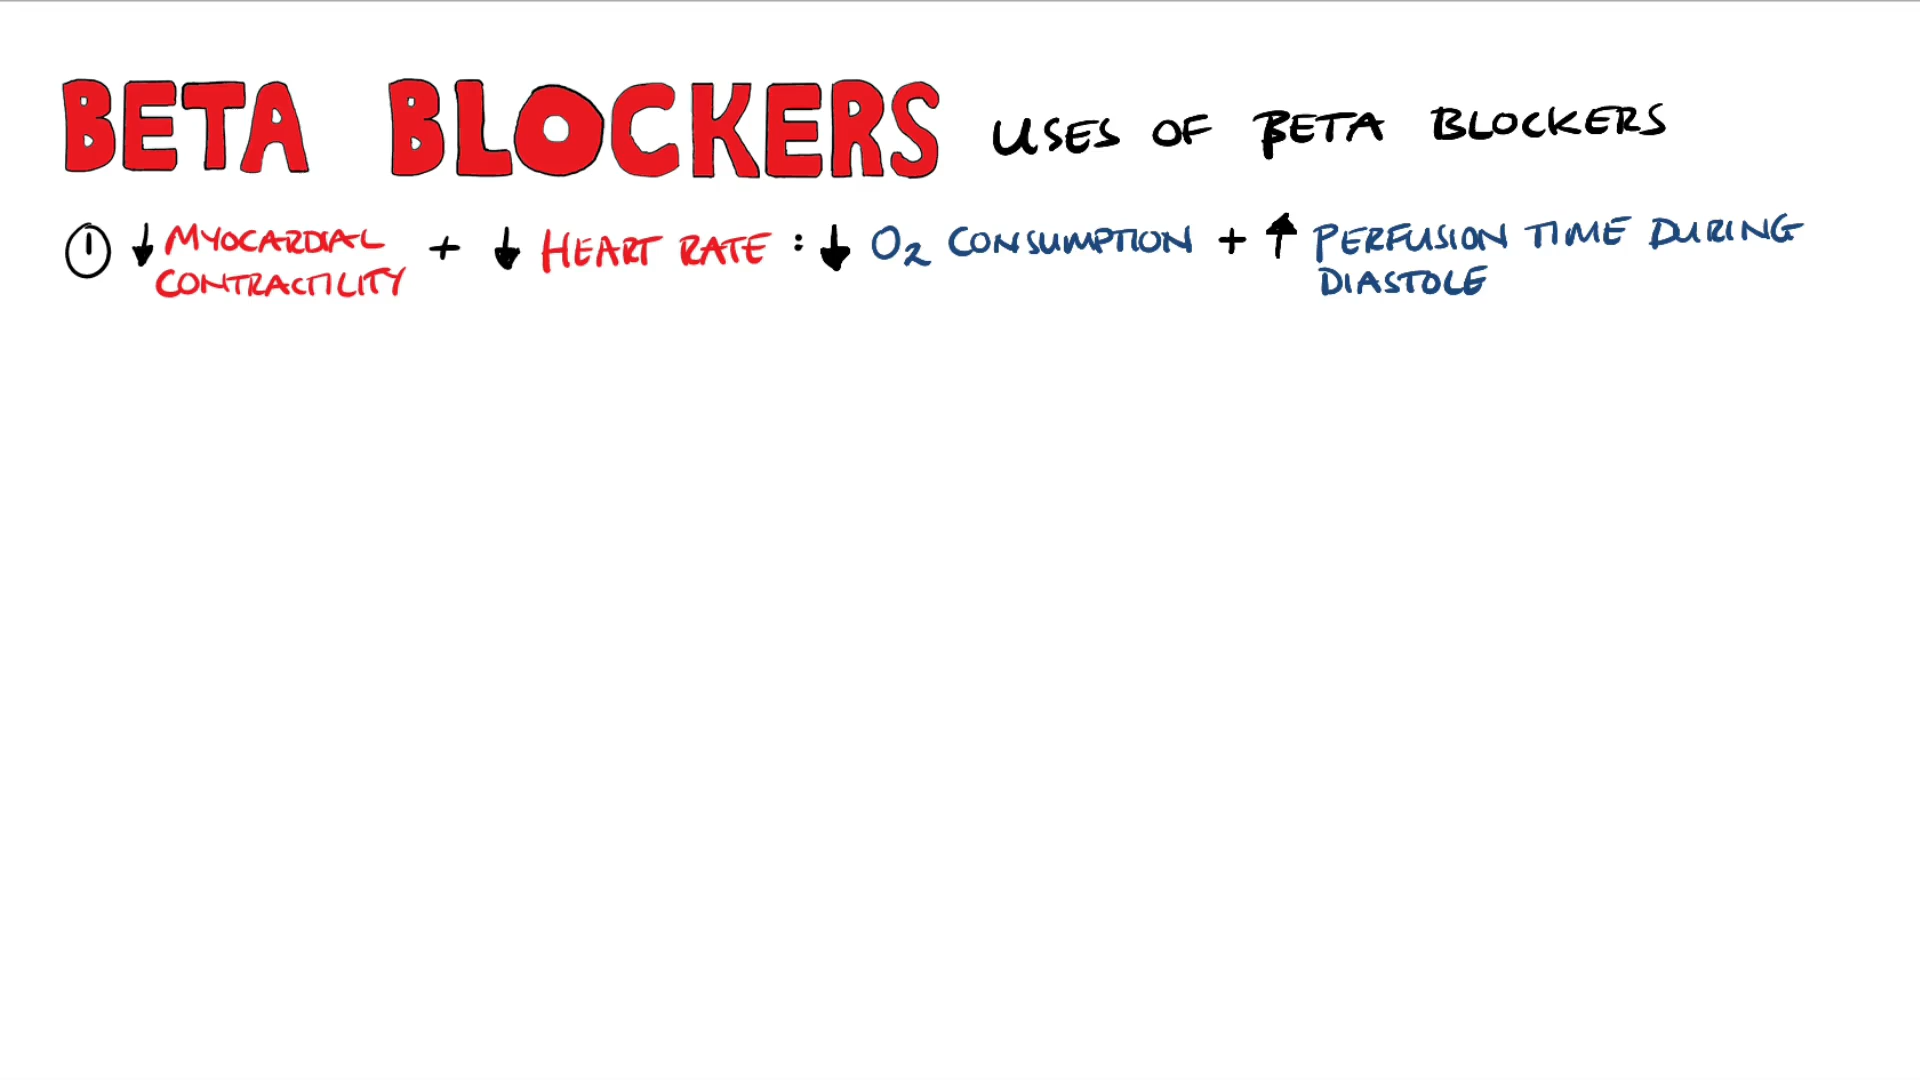 BETA BLOCKERS USES OF BETA BLOCKERS
① ↓ MYOCARDIAL CONTRACTILITY + ↓ HEART RATE : ↓ O2 CONSUMPTION + ↑ PERFUSION TIME DURING DIASTOLE